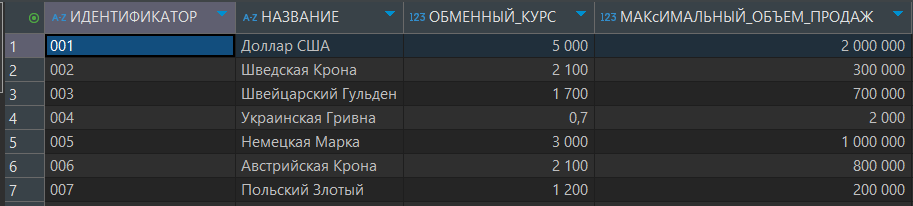 A-Z ИДЕНТИФИКАТОР A-Z НАЗВАНИЕ 123 ОБМЕННЫЙ_КУРС 123 МАКсИМАЛЬНЫЙ_ОБЪЕМ_ПРОДАЖ
1 001 Доллар США 5 000 2 000 000
2 002 Шведская Крона 2 100 300 000
3 003 Швейцарский Гульден 1 700 700 000
4 004 Украинская Гривна 0,7 2 000
5 005 Немецкая Марка 3 000 1 000 000
6 006 Австрийская Крона 2 100 800 000
7 007 Польский Злотый 1 200 200 000